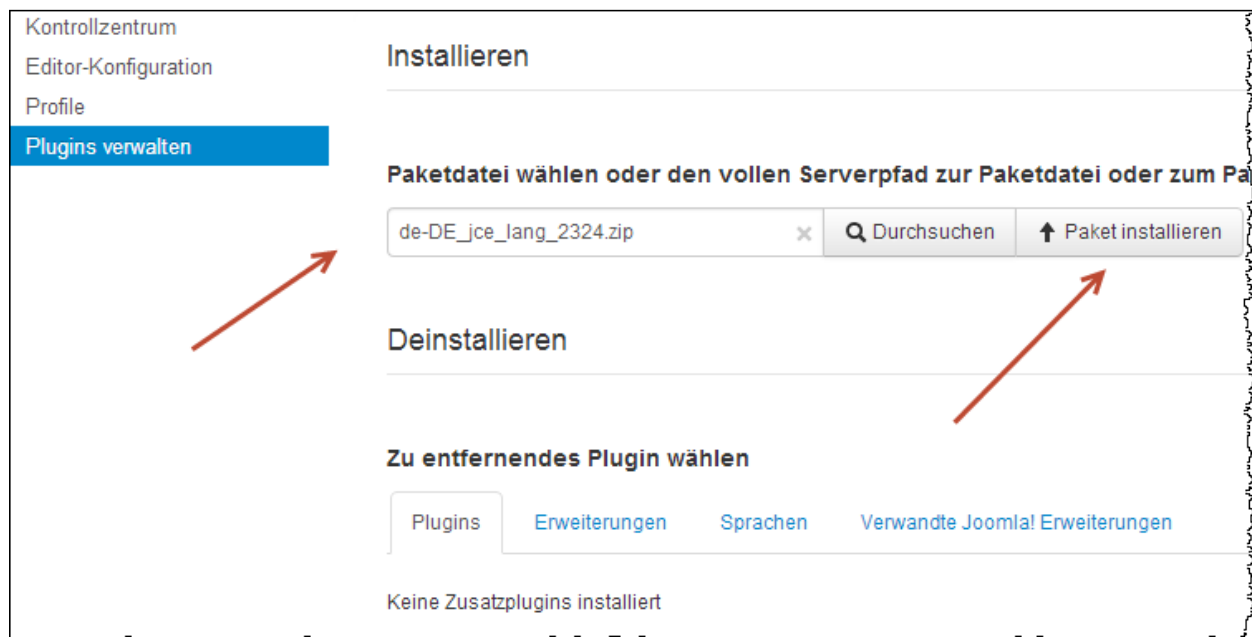 Kontrollzentrum
Editor-Konfiguration
Profile
Plugins verwalten
Installieren
Paketdatei wählen oder den vollen Serverpfad zur Paketdatei oder zum
de-DE_jce_lang_2324.zip
Durchsuchen
Paket installieren
Deinstallieren
Zu entfernendes Plugin wählen
Plugins Erweiterungen Sprachen Verwandte Joomla! Erweiterungen
Keine Zusatzplugins installiert